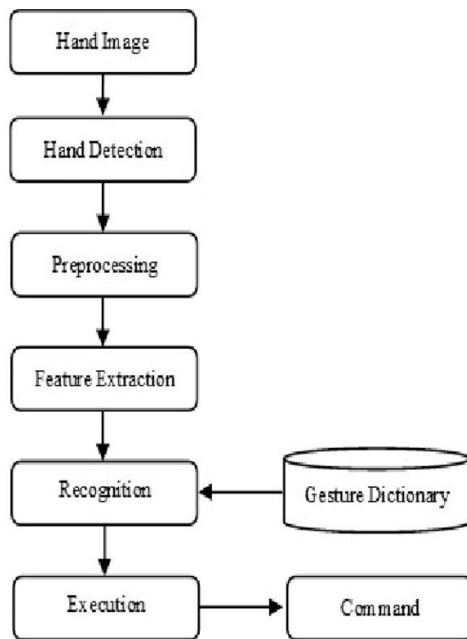 Hand Image
Hand Detection
Preprocessing
Feature Extraction
Recognition
Gesture Dictionary
Execution
Command